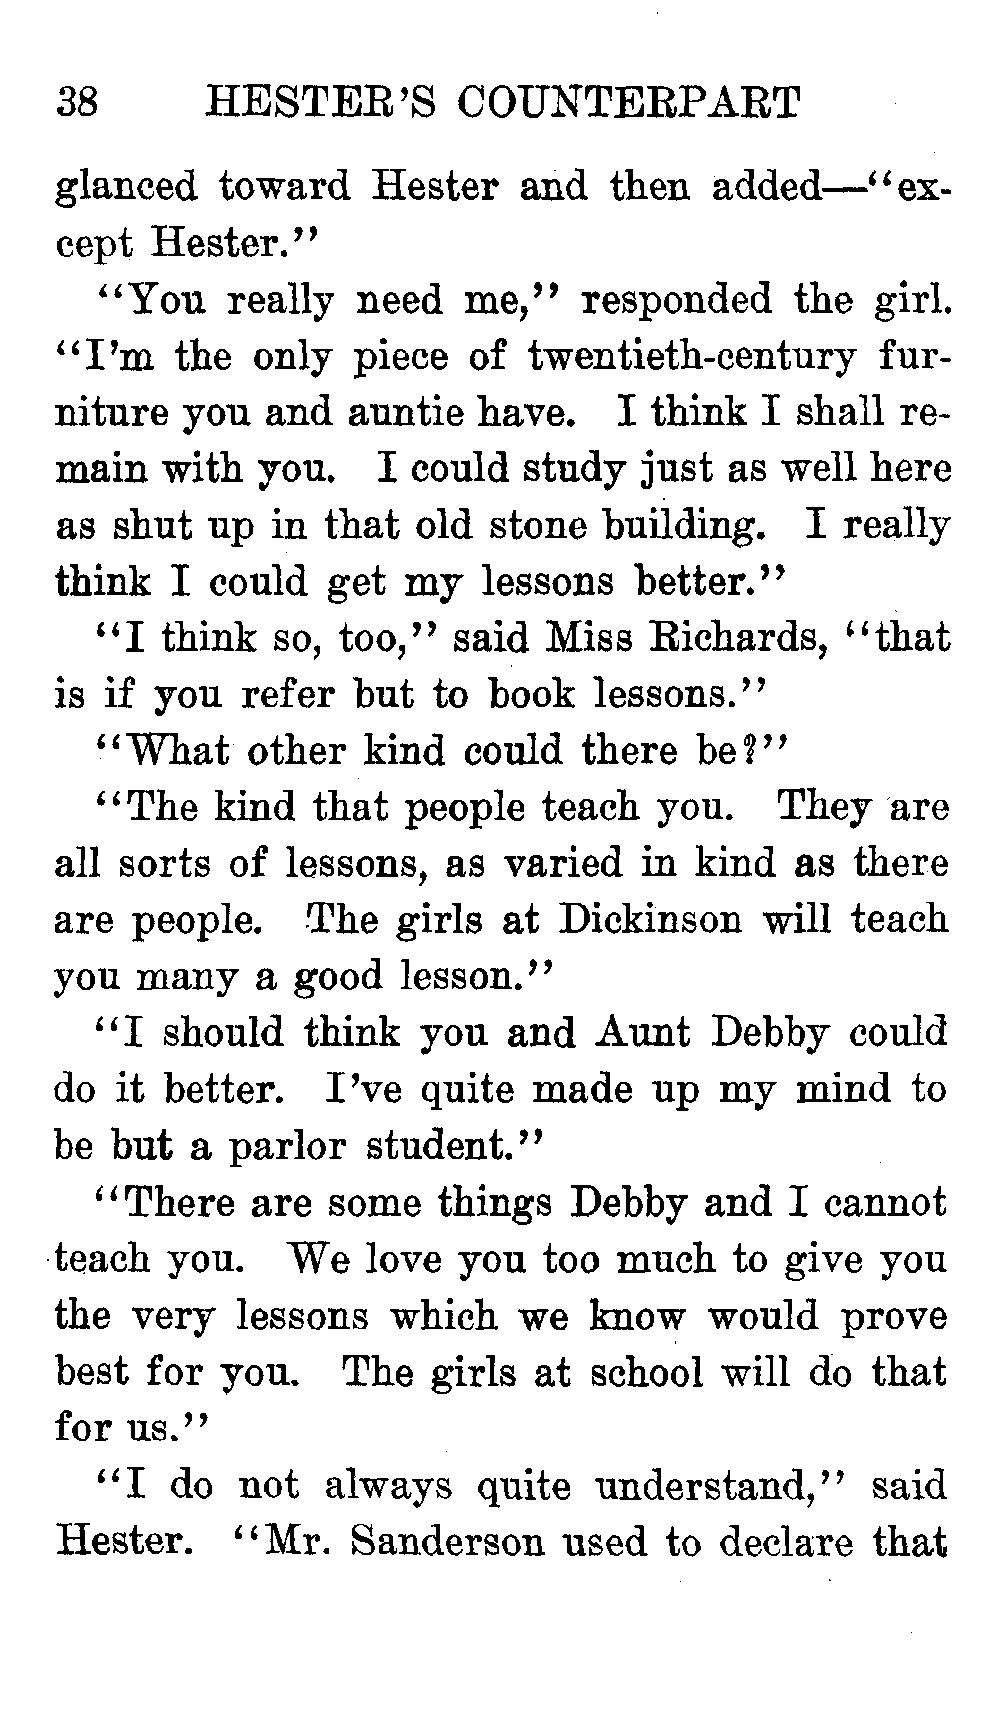 38 HESTER'S COUNTERPART
glanced toward Hester and then added—"ex-
cept Hester."
"You really need me," responded the girl.
"I'm the only piece of twentieth-century fur-
niture you and auntie have. I think I shall re-
main with you. I could study just as well here
as shut up in that old stone building. I really
think I could get my lessons better."
"I think so, too," said Miss Richards, "that
is if you refer but to book lessons."
"What other kind could there be?"
"The kind that people teach you. They are
all sorts of lessons, as varied in kind as there
are people. The girls at Dickinson will teach
you many a good lesson."
"I should think you and Aunt Debby could
do it better. I've quite made up my mind to
be but a parlor student."
"There are some things Debby and I cannot
teach you. We love you too much to give you
the very lessons which we know would prove
best for you. The girls at school will do that
for us."
"I do not always quite understand," said
Hester. "Mr. Sanderson used to declare that